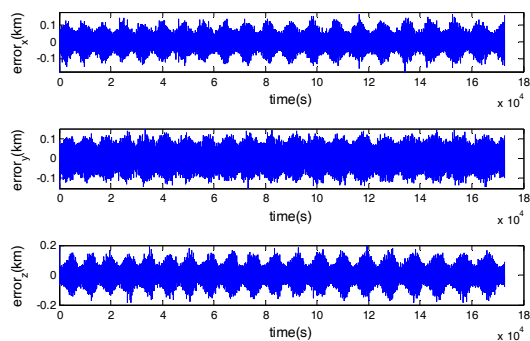 error_x(km)
0.1
0
-0.1
0 2 4 6 8 10 12 14 16 18
time(s)
x 10^4
error_y(km)
0.1
0
-0.1
0 2 4 6 8 10 12 14 16 18
time(s)
x 10^4
error_z(km)
0.2
0
-0.2
0 2 4 6 8 10 12 14 16 18
time(s)
x 10^4